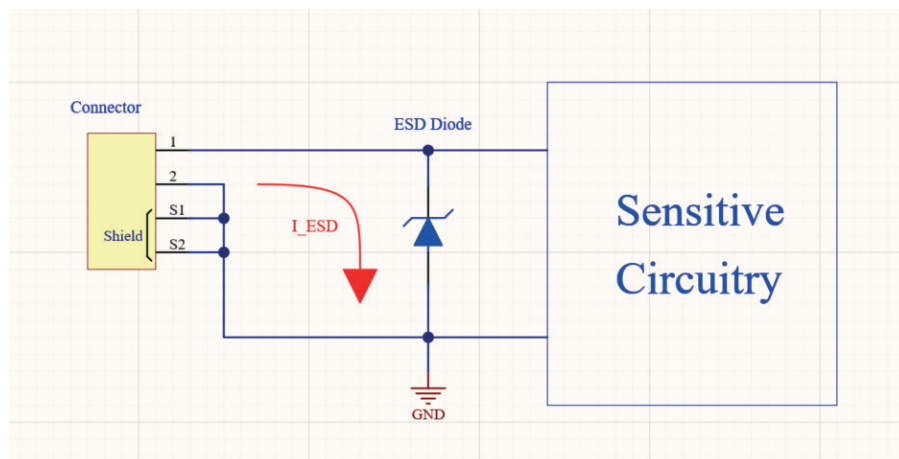 Connector
ESD Diode
1
2
S1
Shield
S2
I_ESD
Sensitive
Circuitry
GND